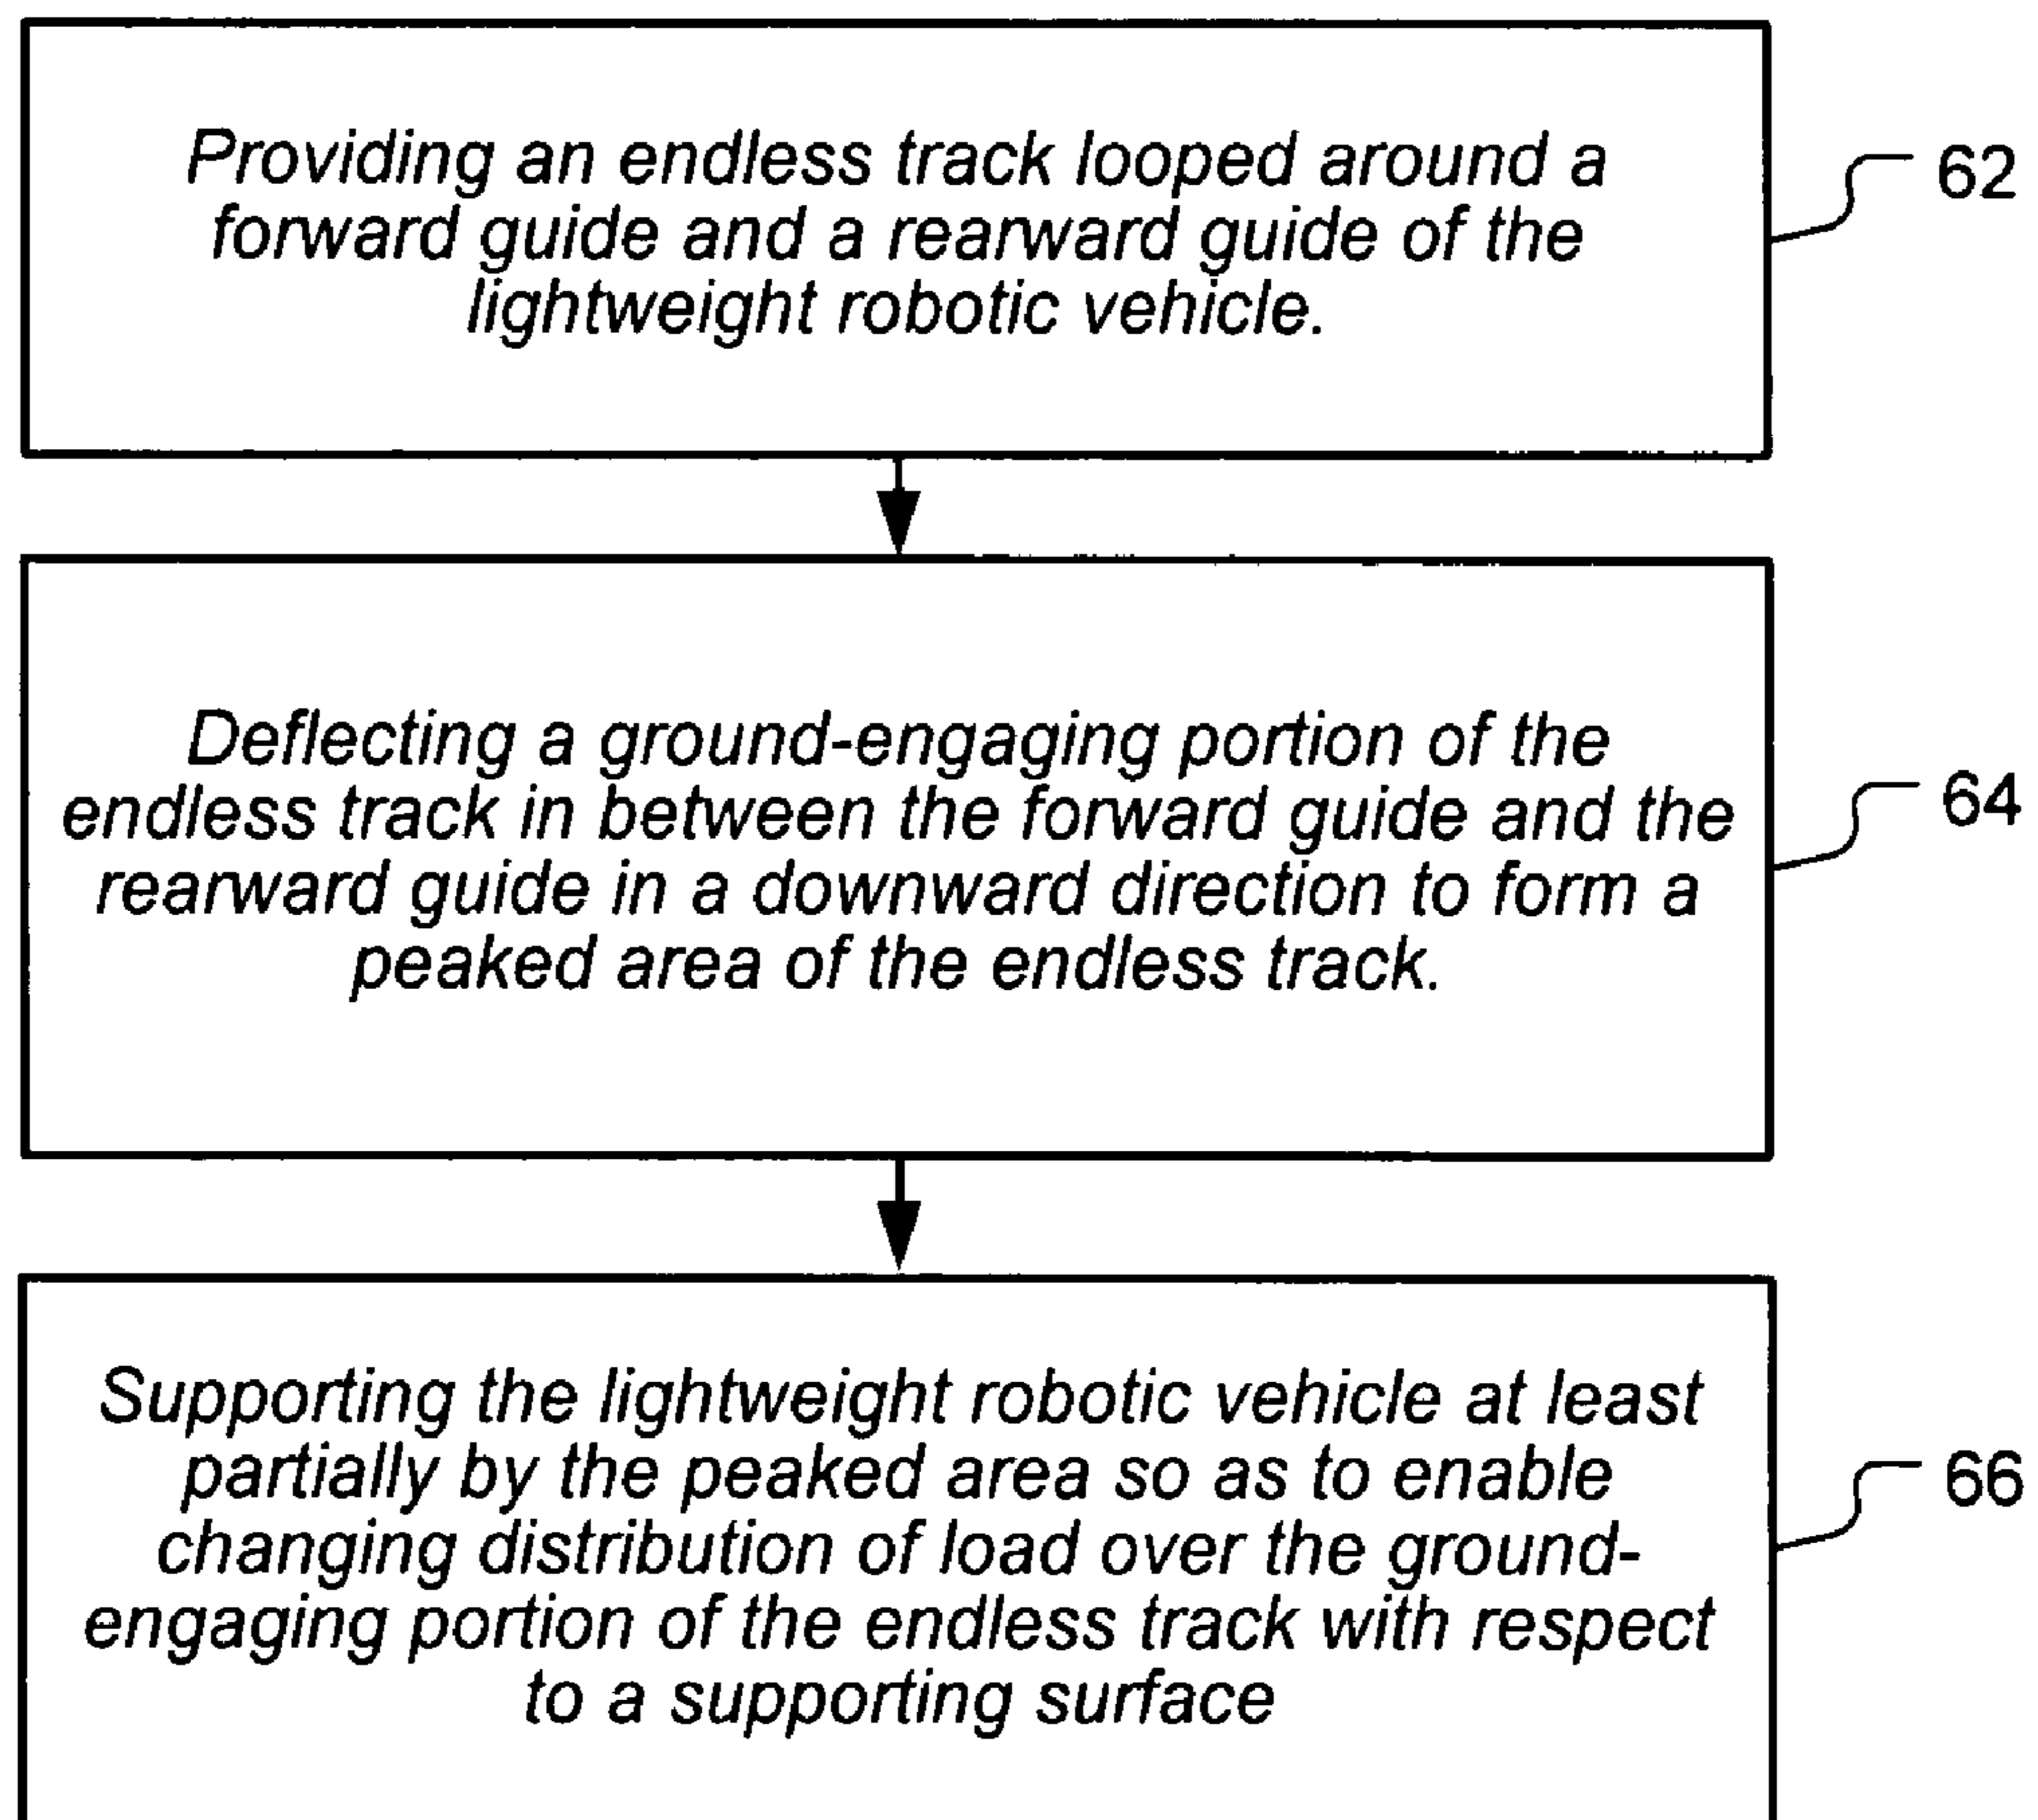 Providing an endless track looped around a
forward guide and a rearward guide of the
lightweight robotic vehicle.
62
Deflecting a ground-engaging portion of the
endless track in between the forward guide and the
rearward guide in a downward direction to form a
peaked area of the endless track.
64
Supporting the lightweight robotic vehicle at least
partially by the peaked area so as to enable
changing distribution of load over the ground-
engaging portion of the endless track with respect
to a supporting surface
66